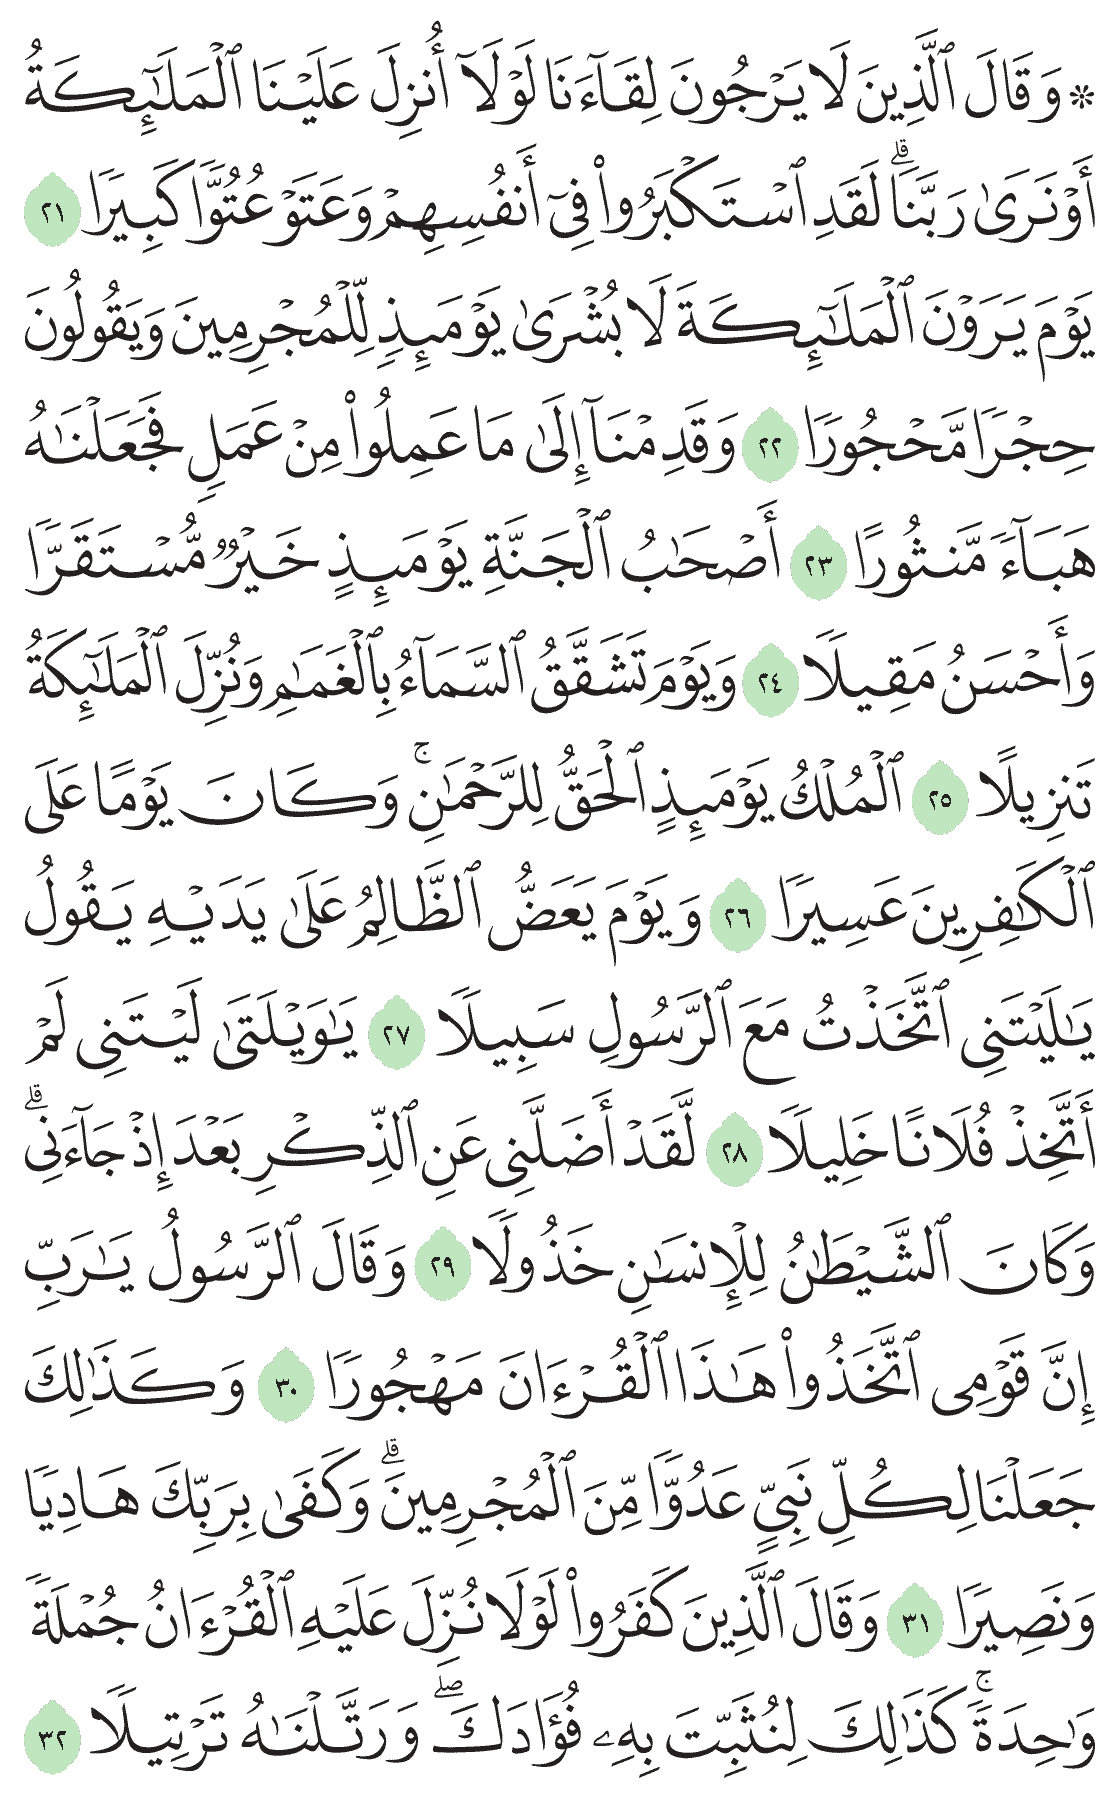 * وَقَالَ ٱلَّذِينَ لَا يَرْجُونَ لِقَآءَنَا لَوْلَآ أُنزِلَ عَلَيْنَا ٱلْمَلَٰٓئِكَةُ
أَوْ نَرَىٰ رَبَّنَاۗ لَقَدِ ٱسْتَكْبَرُوا۟ فِىٓ أَنفُسِهِمْ وَعَتَوْ عُتُوًّا كَبِيرًا ٢١
يَوْمَ يَرَوْنَ ٱلْمَلَٰٓئِكَةَ لَا بُشْرَىٰ يَوْمَئِذٍ لِّلْمُجْرِمِينَ وَيَقُولُونَ
حِجْرًا مَّحْجُورًا ٢٢ وَقَدِمْنَآ إِلَىٰ مَا عَمِلُوا۟ مِنْ عَمَلٍ فَجَعَلْنَٰهُ
هَبَآءً مَّنثُورًا ٢٣ أَصْحَٰبُ ٱلْجَنَّةِ يَوْمَئِذٍ خَيْرٌ مُّسْتَقَرًّا
وَأَحْسَنُ مَقِيلًا ٢٤ وَيَوْمَ تَشَقَّقُ ٱلسَّمَآءُ بِٱلْغَمَٰمِ وَنُزِّلَ ٱلْمَلَٰٓئِكَةُ
تَنزِيلًا ٢٥ ٱلْمُلْكُ يَوْمَئِذٍ ٱلْحَقُّ لِلرَّحْمَٰنِۚ وَكَانَ يَوْمًا عَلَى
ٱلْكَٰفِرِينَ عَسِيرًا ٢٦ وَيَوْمَ يَعَضُّ ٱلظَّالِمُ عَلَىٰ يَدَيْهِ يَقُولُ
يَٰلَيْتَنِى ٱتَّخَذْتُ مَعَ ٱلرَّسُولِ سَبِيلًا ٢٧ يَٰوَيْلَتَىٰ لَيْتَنِى لَمْ
أَتَّخِذْ فُلَانًا خَلِيلًا ٢٨ لَّقَدْ أَضَلَّنِى عَنِ ٱلذِّكْرِ بَعْدَ إِذْ جَآءَنِىۗ
وَكَانَ ٱلشَّيْطَٰنُ لِلْإِنسَٰنِ خَذُولًا ٢٩ وَقَالَ ٱلرَّسُولُ يَٰرَبِّ
إِنَّ قَوْمِى ٱتَّخَذُوا۟ هَٰذَا ٱلْقُرْءَانَ مَهْجُورًا ٣٠ وَكَذَٰلِكَ
جَعَلْنَا لِكُلِّ نَبِىٍّ عَدُوًّا مِّنَ ٱلْمُجْرِمِينَۗ وَكَفَىٰ بِرَبِّكَ هَادِيًا
وَنَصِيرًا ٣١ وَقَالَ ٱلَّذِينَ كَفَرُوا۟ لَوْلَا نُزِّلَ عَلَيْهِ ٱلْقُرْءَانُ جُمْلَةً
وَٰحِدَةًۚ كَذَٰلِكَ لِنُثَبِّتَ بِهِۦ فُؤَادَكَۖ وَرَتَّلْنَٰهُ تَرْتِيلًا ٣٢